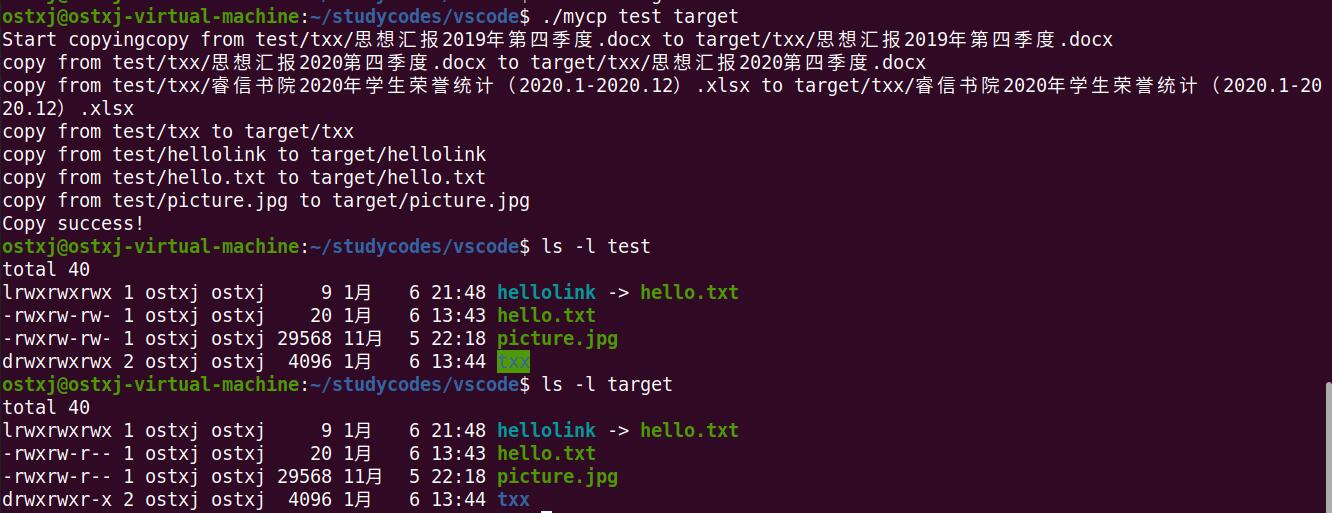 ostxj@ostxj-virtual-machine:~/studycodes/vscode$ ./mycp test target
Start copyingcopy from test/txx/思想汇报2019年第四季度.docx to target/txx/思想汇报2019年第四季度.docx
copy from test/txx/思想汇报2020第四季度.docx to target/txx/思想汇报2020第四季度.docx
copy from test/txx/睿信书院2020年学生荣誉统计（2020.1-2020.12）.xlsx to target/txx/睿信书院2020年学生荣誉统计（2020.1-20
20.12）.xlsx
copy from test/txx to target/txx
copy from test/hellolink to target/hellolink
copy from test/hello.txt to target/hello.txt
copy from test/picture.jpg to target/picture.jpg
Copy success!
ostxj@ostxj-virtual-machine:~/studycodes/vscode$ ls -l test
total 40
lrwxrwxrwx 1 ostxj ostxj     9 1月   6 21:48 hellolink -> hello.txt
-rwxrw-rw- 1 ostxj ostxj    20 1月   6 13:43 hello.txt
-rwxrw-rw- 1 ostxj ostxj 29568 11月   5 22:18 picture.jpg
drwxrwxrwx 2 ostxj ostxj  4096 1月   6 13:44 txx
ostxj@ostxj-virtual-machine:~/studycodes/vscode$ ls -l target
total 40
lrwxrwxrwx 1 ostxj ostxj     9 1月   6 21:48 hellolink -> hello.txt
-rwxrw-r-- 1 ostxj ostxj    20 1月   6 13:43 hello.txt
-rwxrw-r-- 1 ostxj ostxj 29568 11月   5 22:18 picture.jpg
drwxrwxr-x 2 ostxj ostxj  4096 1月   6 13:44 txx